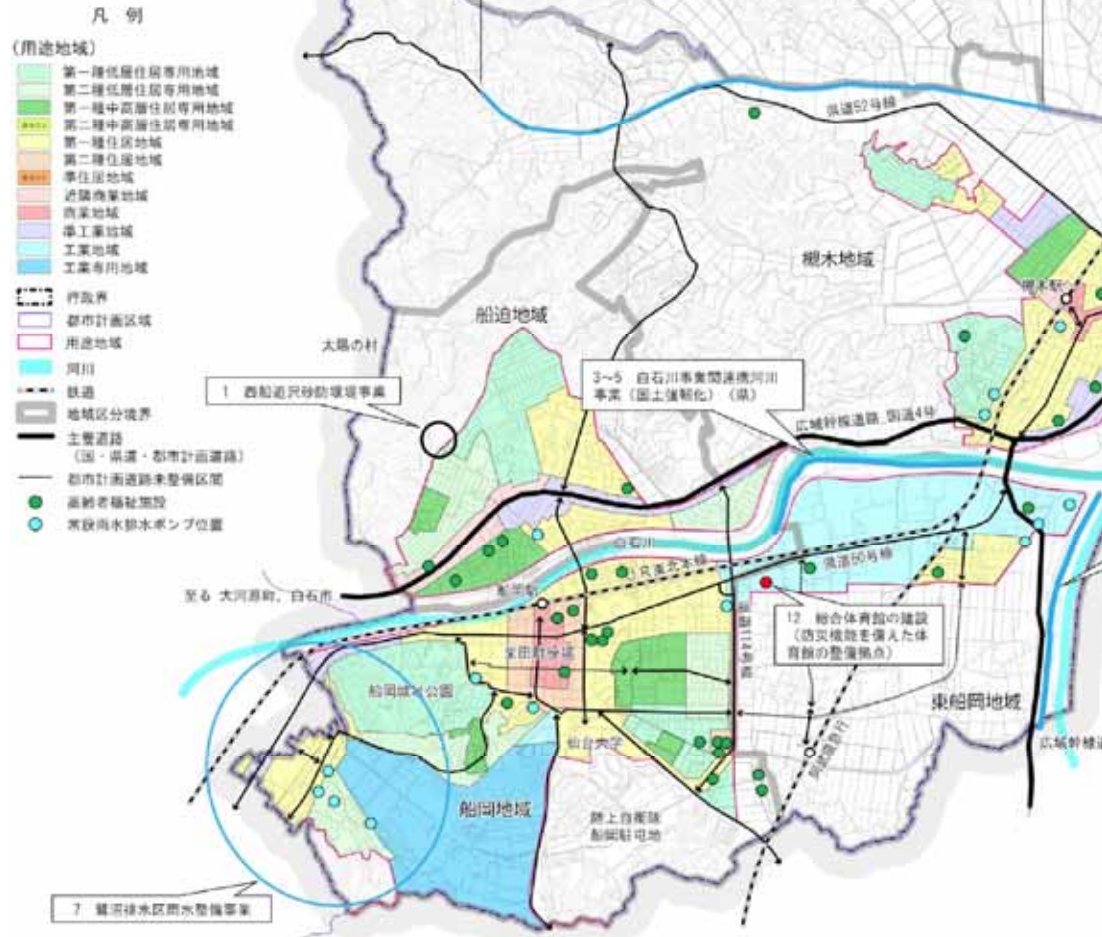 凡 例
(用途地域)
第一種低層住居専用地域
第二種低層住居専用地域
第一種中高層住居専用地域
第二種中高層住居専用地域
第一種住居地域
第二種住居地域
準住居地域
近隣商業地域
商業地域
準工業地域
工業地域
工業専用地域
行政界
都市計画区域
用途地域
河川
鉄道
地域区分境界
主要道路
(国・県道・都市計画道路)
都市計画道路未整備区間
高齢者福祉施設
常設雨水排水ポンプ位置
県道52号線
槻木地域
槻木駅
船迫地域
太陽の村
1 西船迫沢砂防堰堤事業
3~5 白石川事業間連携河川
事業(国土強靭化)(県)
広域幹線道路 国道4号
白石川
JR東北本線
県道50号線
至る 大河原町、白石市
船岡駅
柴田町役場
12 総合体育館の建設
(防災機能を備えた体
育館の整備拠点)
船岡城址公園
東船岡地域
仙台大学
阿武隈急行
船岡地域
陸上自衛隊
船岡駐屯地
7 鷺沼排水区雨水整備事業